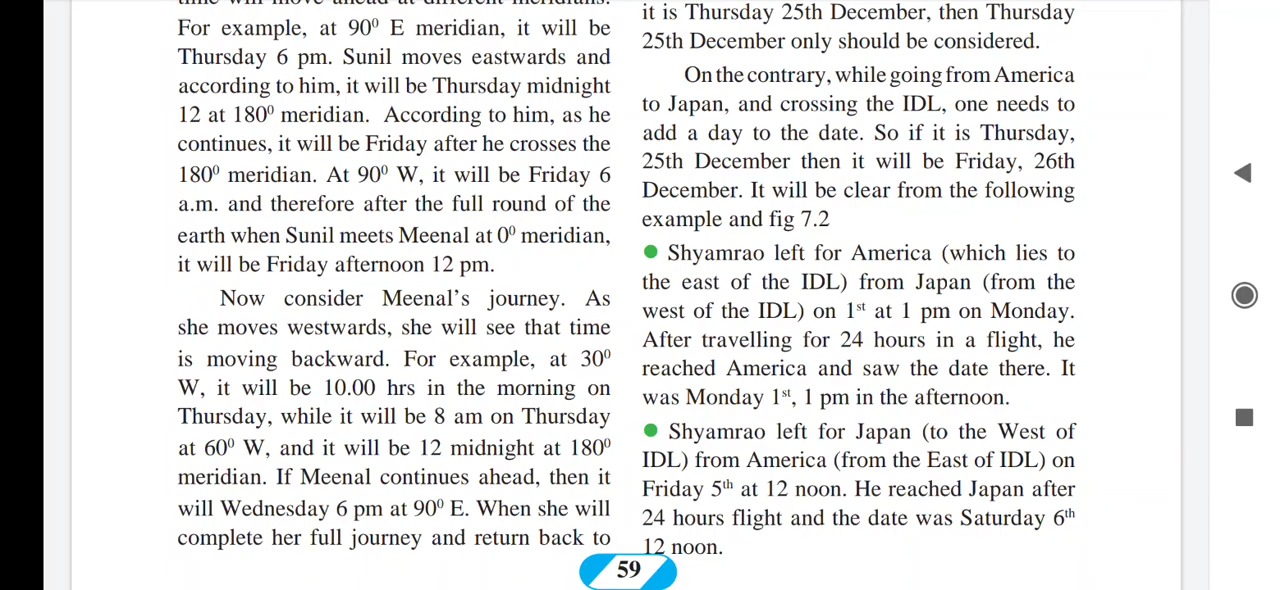 For example, at 90⁰ E meridian, it will be
Thursday 6 pm. Sunil moves eastwards and
according to him, it will be Thursday midnight
12 at 180⁰ meridian. According to him, as he
continues, it will be Friday after he crosses the
180⁰ meridian. At 90⁰ W, it will be Friday 6
a.m. and therefore after the full round of the
earth when Sunil meets Meenal at 0⁰ meridian,
it will be Friday afternoon 12 pm.
Now consider Meenal's journey. As
she moves westwards, she will see that time
is moving backward. For example, at 30⁰
W, it will be 10.00 hrs in the morning on
Thursday, while it will be 8 am on Thursday
at 60⁰ W, and it will be 12 midnight at 180⁰
meridian. If Meenal continues ahead, then it
will Wednesday 6 pm at 90⁰ E. When she will
complete her full journey and return back to
it is Thursday 25th December, then Thursday
25th December only should be considered.
On the contrary, while going from America
to Japan, and crossing the IDL, one needs to
add a day to the date. So if it is Thursday,
25th December then it will be Friday, 26th
December. It will be clear from the following
example and fig 7.2
● Shyamrao left for America (which lies to
the east of the IDL) from Japan (from the
west of the IDL) on 1ˢᵗ at 1 pm on Monday.
After travelling for 24 hours in a flight, he
reached America and saw the date there. It
was Monday 1ˢᵗ, 1 pm in the afternoon.
● Shyamrao left for Japan (to the West of
IDL) from America (from the East of IDL) on
Friday 5ᵗʰ at 12 noon. He reached Japan after
24 hours flight and the date was Saturday 6ᵗʰ
12 noon.
59